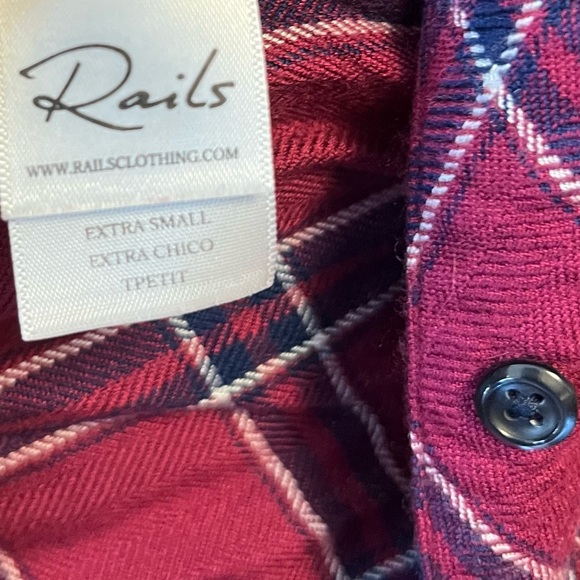 Rails
WWW.RAILSCLOTHING.COM
EXTRA SMALL
EXTRA CHICO
TPETIT